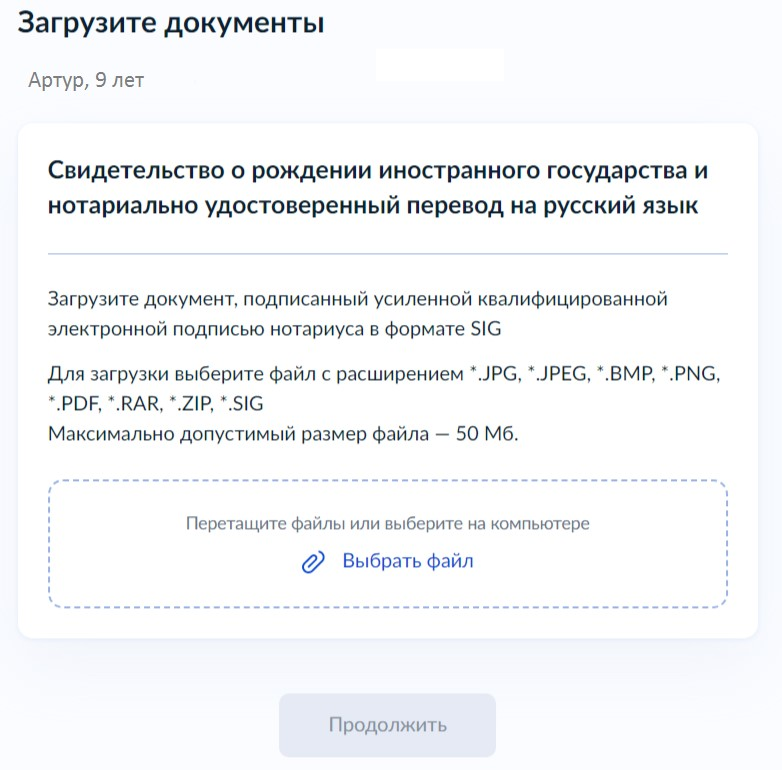 Загрузите документы
Артур, 9 лет
Свидетельство о рождении иностранного государства и
нотариально удостоверенный перевод на русский язык
Загрузите документ, подписанный усиленной квалифицированной
электронной подписью нотариуса в формате SIG
Для загрузки выберите файл с расширением *.JPG, *.JPEG, *.BMP, *.PNG,
*.PDF, *.RAR, *.ZIP, *.SIG
Максимально допустимый размер файла — 50 Мб.
Перетащите файлы или выберите на компьютере
Выбрать файл
Продолжить